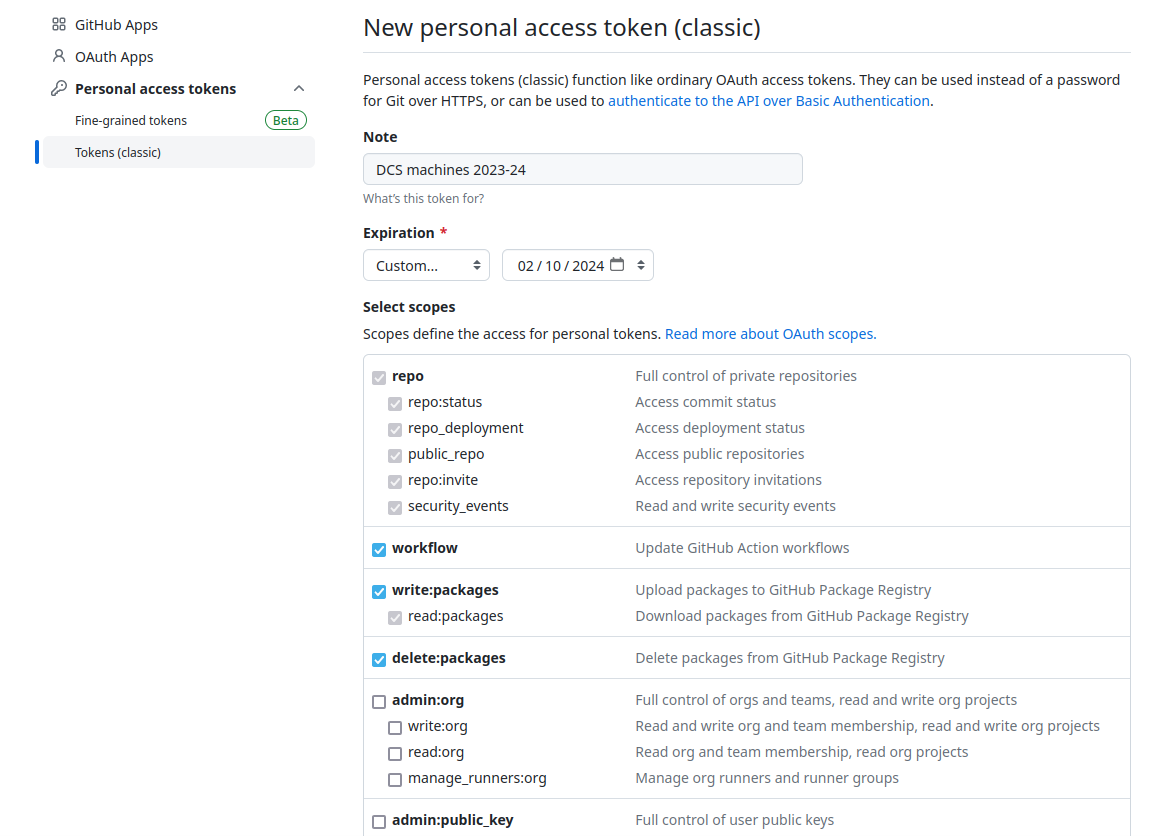 GitHub Apps
OAuth Apps
Personal access tokens
Fine-grained tokens Beta
Tokens (classic)
New personal access token (classic)
Personal access tokens (classic) function like ordinary OAuth access tokens. They can be used instead of a password
for Git over HTTPS, or can be used to authenticate to the API over Basic Authentication.
Note
DCS machines 2023-24
What's this token for?
Expiration *
Custom... 02 / 10 / 2024
Select scopes
Scopes define the access for personal tokens. Read more about OAuth scopes.
repo Full control of private repositories
repo:status Access commit status
repo_deployment Access deployment status
public_repo Access public repositories
repo:invite Access repository invitations
security_events Read and write security events
workflow Update GitHub Action workflows
write:packages Upload packages to GitHub Package Registry
read:packages Download packages from GitHub Package Registry
delete:packages Delete packages from GitHub Package Registry
admin:org Full control of orgs and teams, read and write org projects
write:org Read and write org and team membership, read and write org projects
read:org Read org and team membership, read org projects
manage_runners:org Manage org runners and runner groups
admin:public_key Full control of user public keys